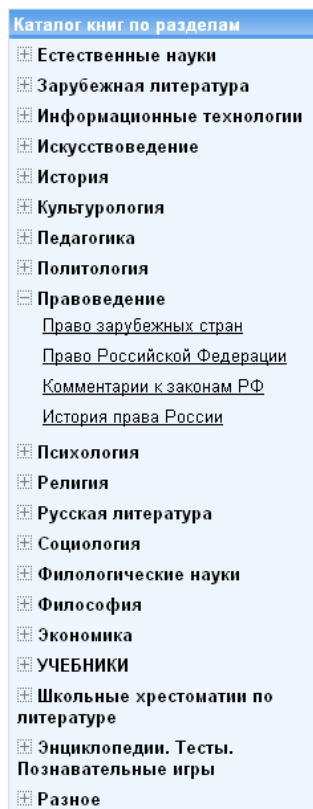 Каталог книг по разделам
Естественные науки
Зарубежная литература
Информационные технологии
Искусствоведение
История
Культурология
Педагогика
Политология
Правоведение
Право зарубежных стран
Право Российской Федерации
Комментарии к законам РФ
История права России
Психология
Религия
Русская литература
Социология
Филологические науки
Философия
Экономика
УЧЕБНИКИ
Школьные хрестоматии по
литературе
Энциклопедии. Тесты.
Познавательные игры
Разное